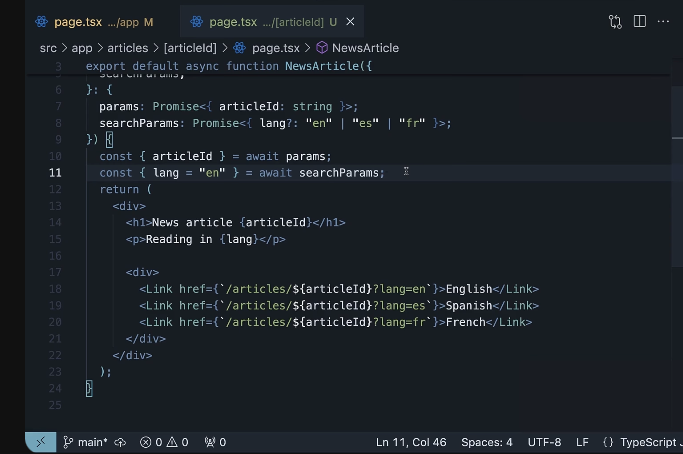 page.tsx .../app M
page.tsx .../[articleId] U
src > app > articles > [articleId] > page.tsx > NewsArticle
3 export default async function NewsArticle({
searchParams,
6 }: {
7 params: Promise<{ articleId: string }>;
8 searchParams: Promise<{ lang?: "en" | "es" | "fr" }>;
9 }) {
10 const { articleId } = await params;
11 const { lang = "en" } = await searchParams;
12 return (
13 <div>
14 <h1>News article {articleId}</h1>
15 <p>Reading in {lang}</p>
16
17 <div>
18 <Link href={`/articles/${articleId}?lang=en`}>English</Link>
19 <Link href={`/articles/${articleId}?lang=es`}>Spanish</Link>
20 <Link href={`/articles/${articleId}?lang=fr`}>French</Link>
21 </div>
22 </div>
23 );
24 }
25
main* 0 0 0 Ln 11, Col 46 Spaces: 4 UTF-8 LF {} TypeScript